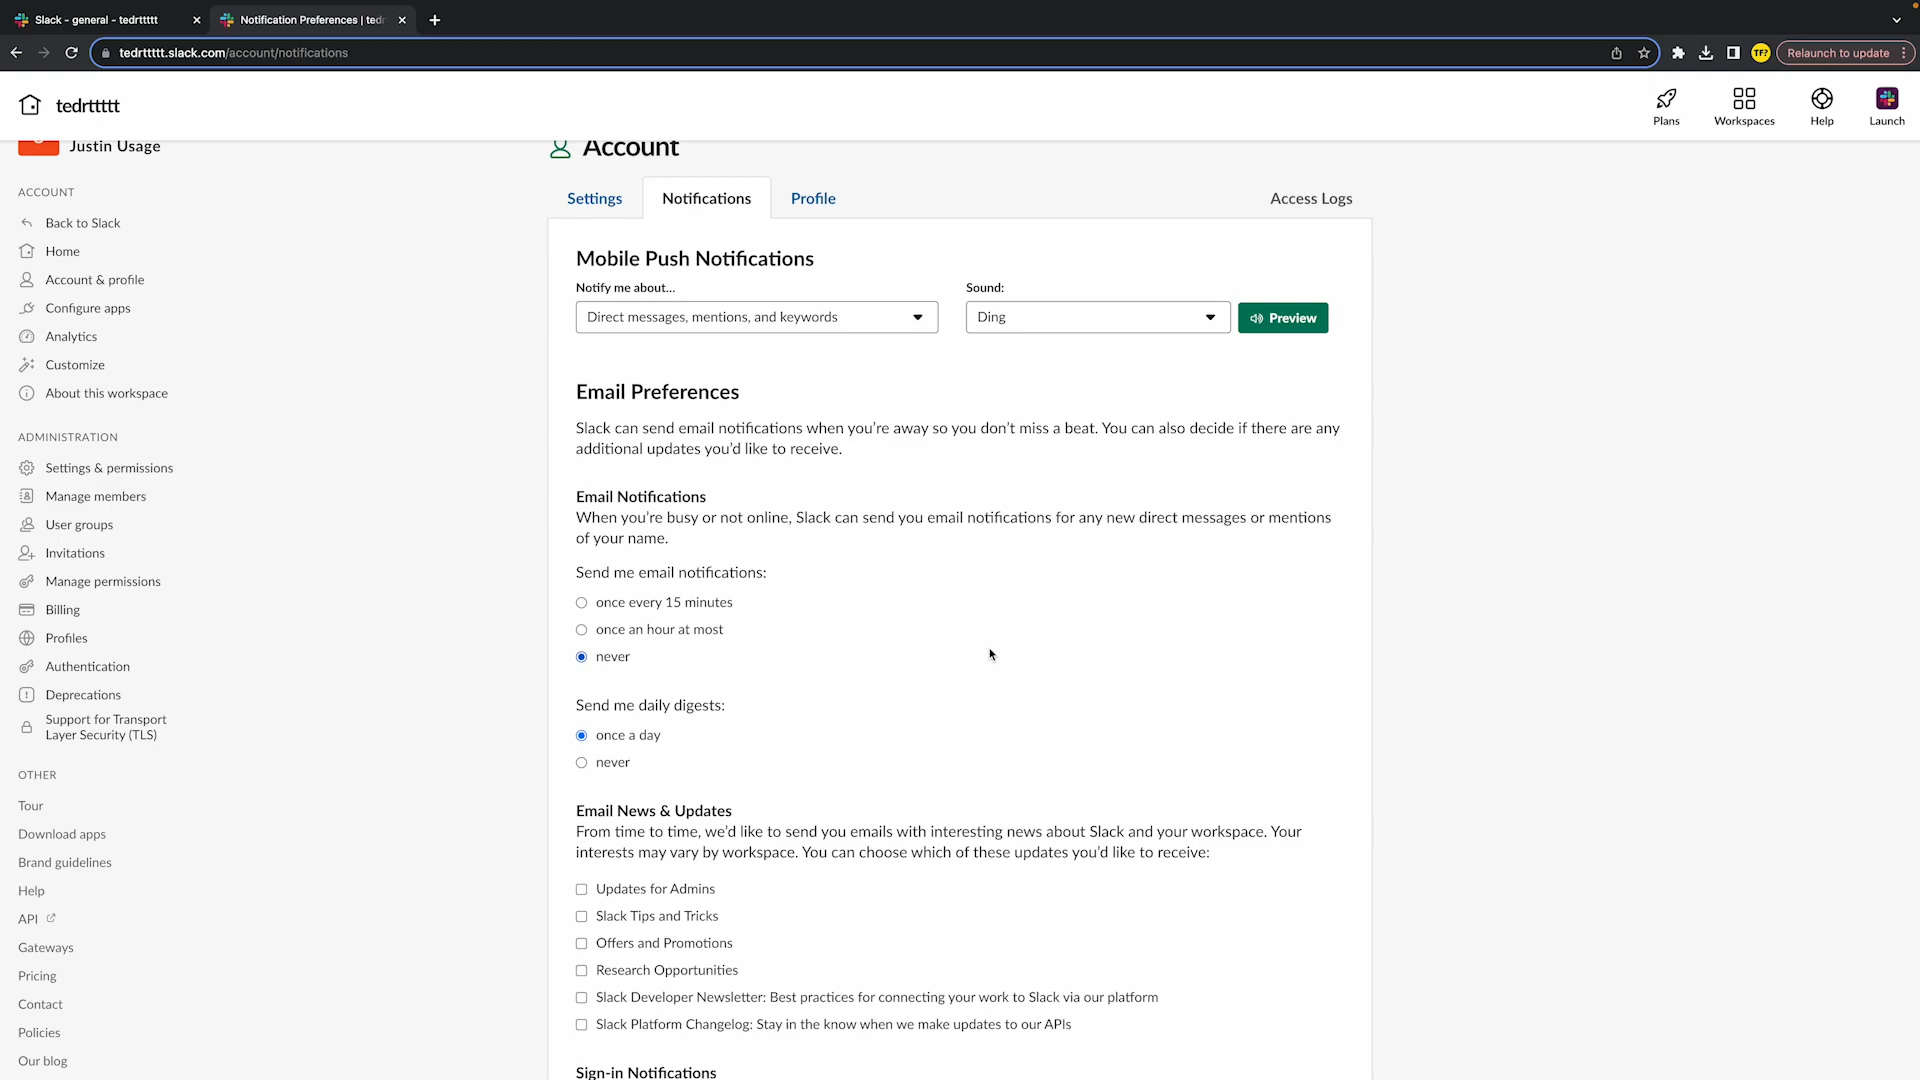 Slack - general - tedrttttt
Notification Preferences | ted
tedrttttt.slack.com/account/notifications
TF?
Relaunch to update
tedrttttt
Plans
Workspaces
Help
Launch
Justin Usage
ACCOUNT
Back to Slack
Home
Account & profile
Configure apps
Analytics
Customize
About this workspace
ADMINISTRATION
Settings & permissions
Manage members
User groups
Invitations
Manage permissions
Billing
Profiles
Authentication
Deprecations
Support for Transport
Layer Security (TLS)
OTHER
Tour
Download apps
Brand guidelines
Help
API
Gateways
Pricing
Contact
Policies
Our blog
Account
Settings
Notifications
Profile
Access Logs
Mobile Push Notifications
Notify me about...
Sound:
Direct messages, mentions, and keywords
Ding
Preview
Email Preferences
Slack can send email notifications when you're away so you don't miss a beat. You can also decide if there are any
additional updates you'd like to receive.
Email Notifications
When you're busy or not online, Slack can send you email notifications for any new direct messages or mentions
of your name.
Send me email notifications:
once every 15 minutes
once an hour at most
never
Send me daily digests:
once a day
never
Email News & Updates
From time to time, we'd like to send you emails with interesting news about Slack and your workspace. Your
interests may vary by workspace. You can choose which of these updates you'd like to receive:
Updates for Admins
Slack Tips and Tricks
Offers and Promotions
Research Opportunities
Slack Developer Newsletter: Best practices for connecting your work to Slack via our platform
Slack Platform Changelog: Stay in the know when we make updates to our APIs
Sign-in Notifications